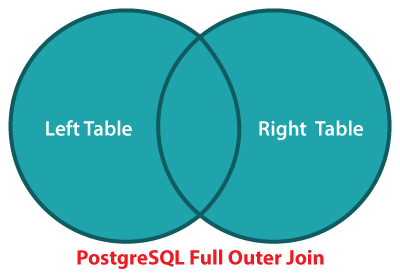 Left Table
Right Table
PostgreSQL Full Outer Join